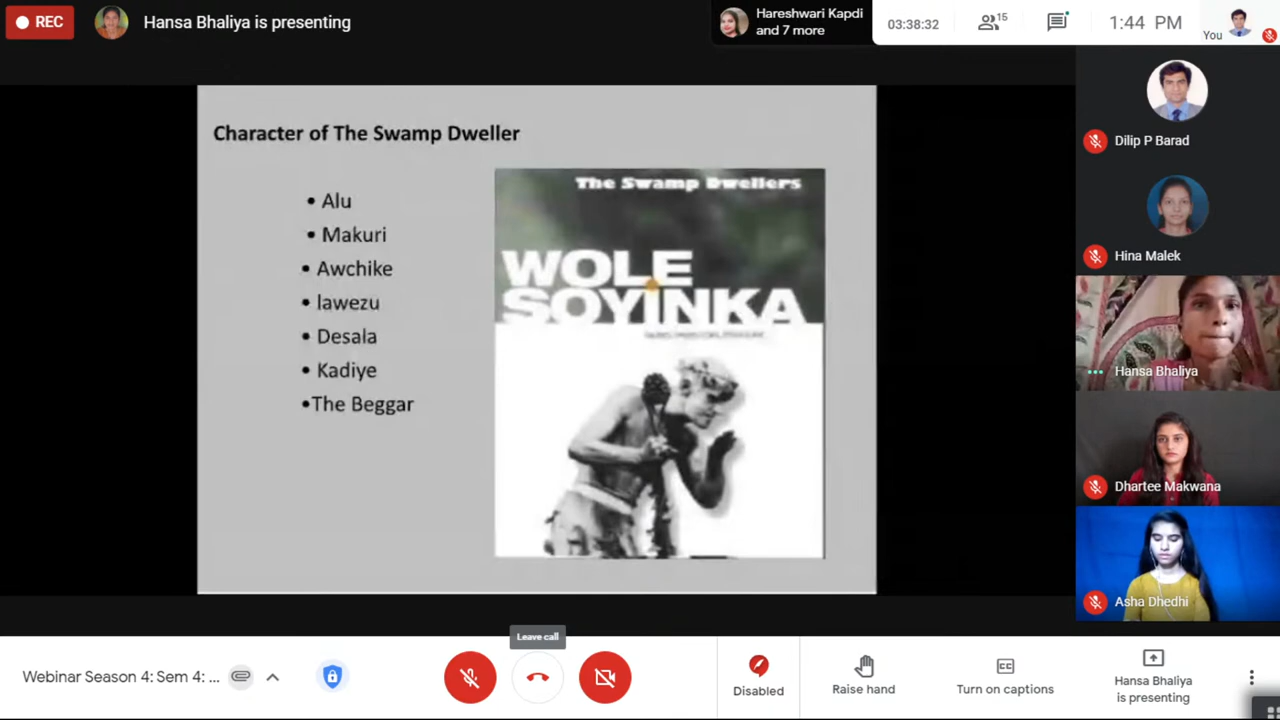 REC
Hansa Bhaliya is presenting
Hareshwari Kapdi
and 7 more
03:38:32
15
1:44 PM
You
Character of The Swamp Dweller
• Alu
• Makuri
• Awchike
• lawezu
• Desala
• Kadiye
•The Beggar
The Swamp Dwellers
WOLE
SOYINKA
Dilip P Barad
Hina Malek
Hansa Bhaliya
Dhartee Makwana
Asha Dhedhi
Leave call
Webinar Season 4: Sem 4: ...
Disabled
Raise hand
CC
Turn on captions
Hansa Bhaliya
is presenting